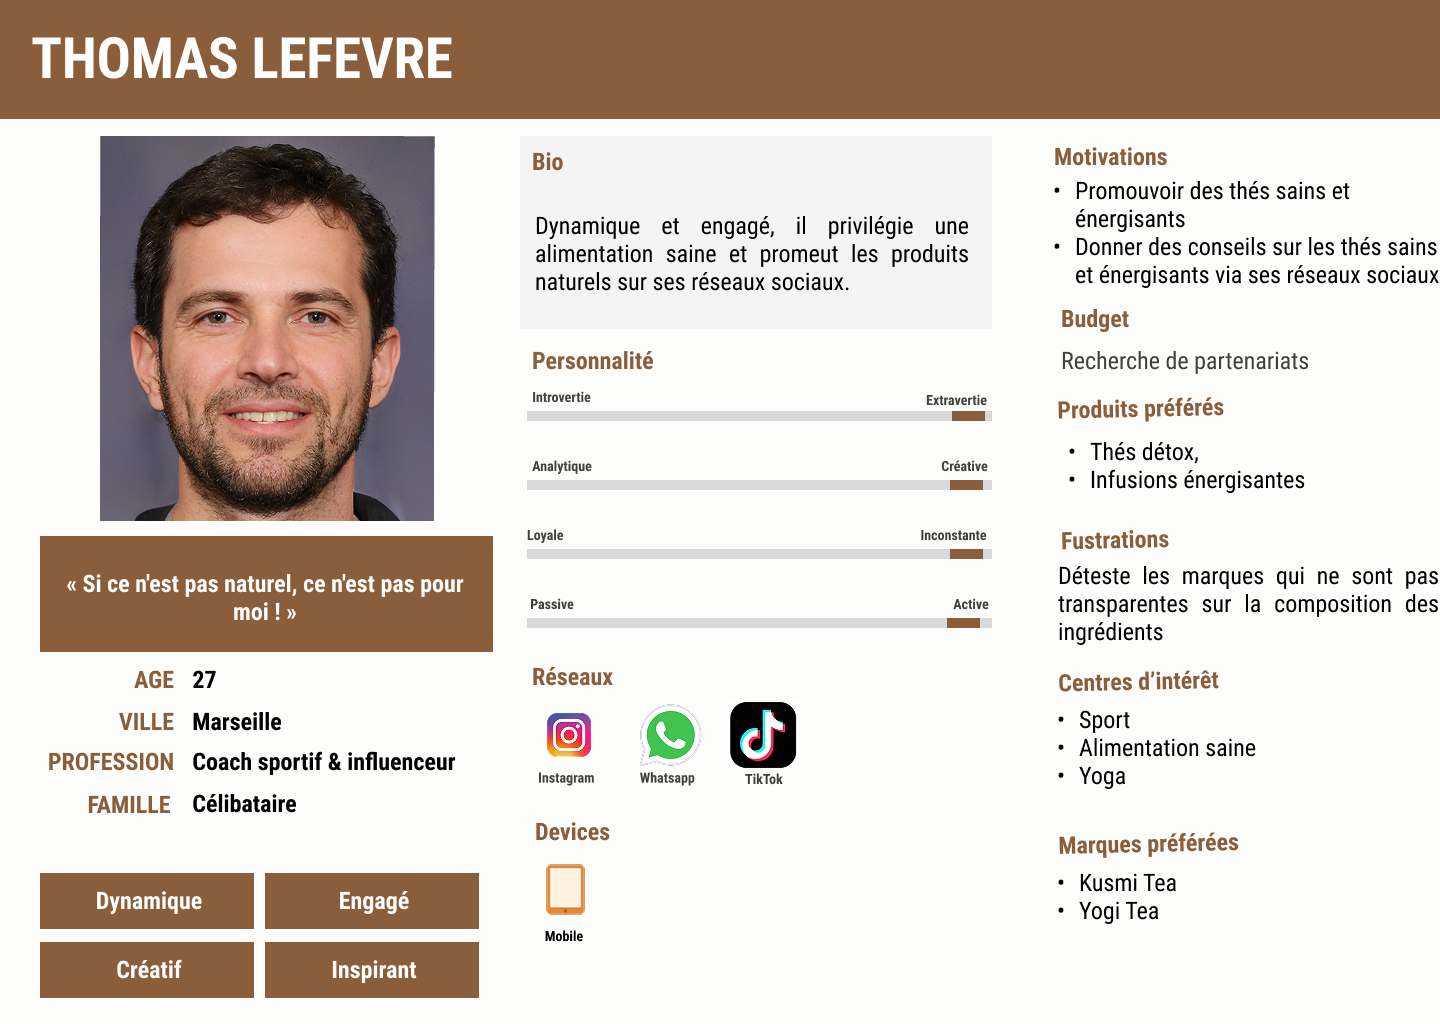 THOMAS LEFEVRE
« Si ce n'est pas naturel, ce n'est pas pour
moi ! »
AGE 27
VILLE Marseille
PROFESSION Coach sportif & influenceur
FAMILLE Célibataire
Dynamique Engagé
Créatif Inspirant
Bio
Dynamique et engagé, il privilégie une
alimentation saine et promeut les produits
naturels sur ses réseaux sociaux.
Personnalité
Introvertie Extravertie
Analytique Créative
Loyale Inconstante
Passive Active
Réseaux
Instagram Whatsapp TikTok
Devices
Mobile
Motivations
• Promouvoir des thés sains et
énergisants
• Donner des conseils sur les thés sains
et énergisants via ses réseaux sociaux
Budget
Recherche de partenariats
Produits préférés
• Thés détox,
• Infusions énergisantes
Fustrations
Déteste les marques qui ne sont pas
transparentes sur la composition des
ingrédients
Centres d’intérêt
• Sport
• Alimentation saine
• Yoga
Marques préférées
• Kusmi Tea
• Yogi Tea